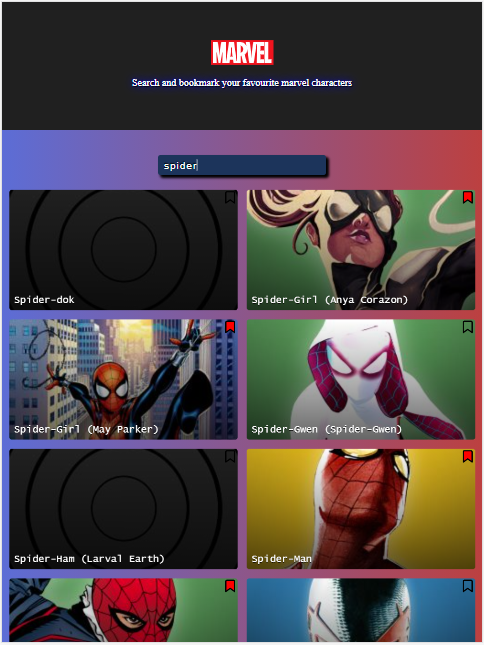 MARVEL
Search and bookmark your favourite marvel characters
spider
Spider-dok
Spider-Girl (Anya Corazon)
Spider-Girl (May Parker)
Spider-Gwen (Spider-Gwen)
Spider-Ham (Larval Earth)
Spider-Man